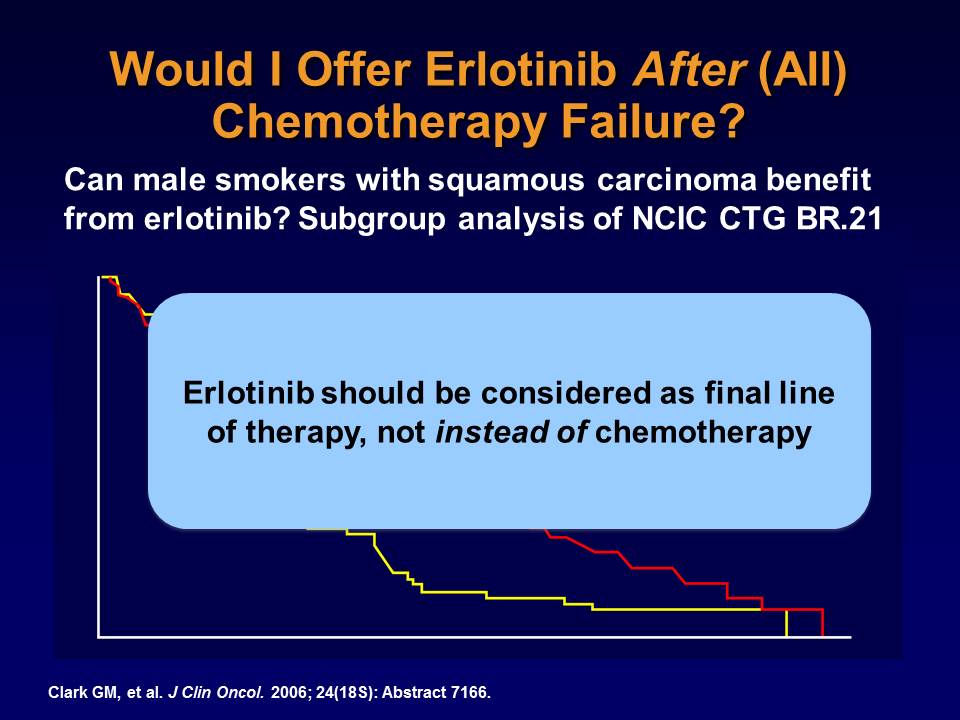 Would I Offer Erlotinib After (All)
Chemotherapy Failure?
Can male smokers with squamous carcinoma benefit
from erlotinib? Subgroup analysis of NCIC CTG BR.21
Erlotinib should be considered as final line
of therapy, not instead of chemotherapy
Clark GM, et al. J Clin Oncol. 2006; 24(18S): Abstract 7166.